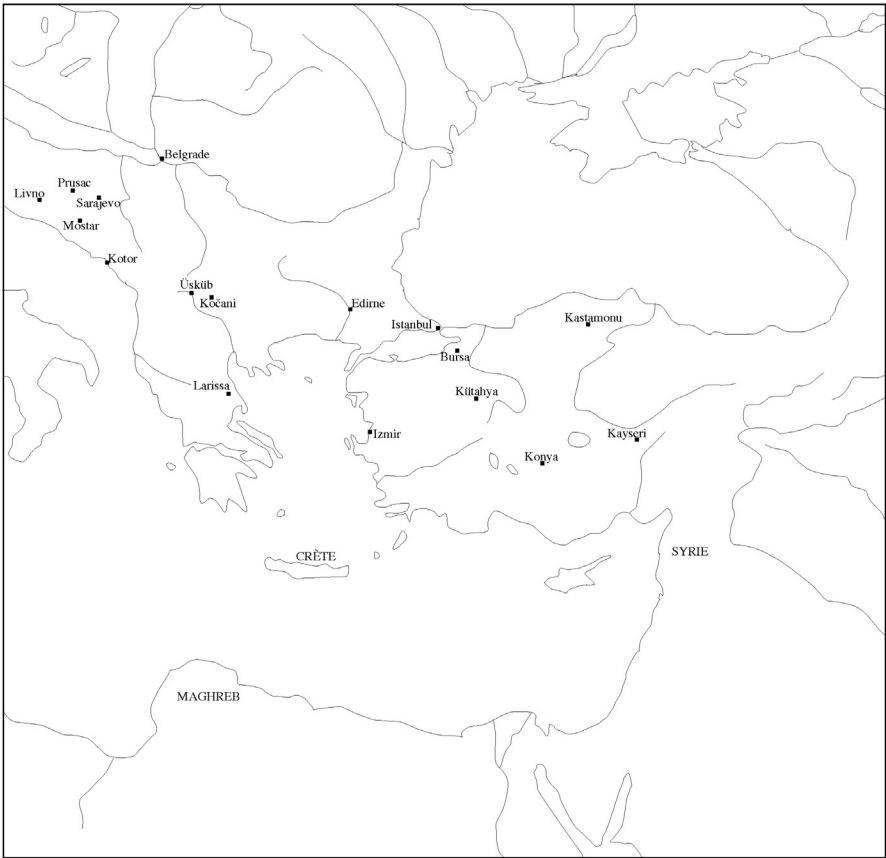 Belgrade
Prusac
Livno
Sarajevo
Mostar
Kotor
Üsküb
Kočani
Edirne
Istanbul
Kastamonu
Bursa
Larissa
Kütahya
Izmir
Kayseri
Konya
CRÈTE
SYRIE
MAGHREB